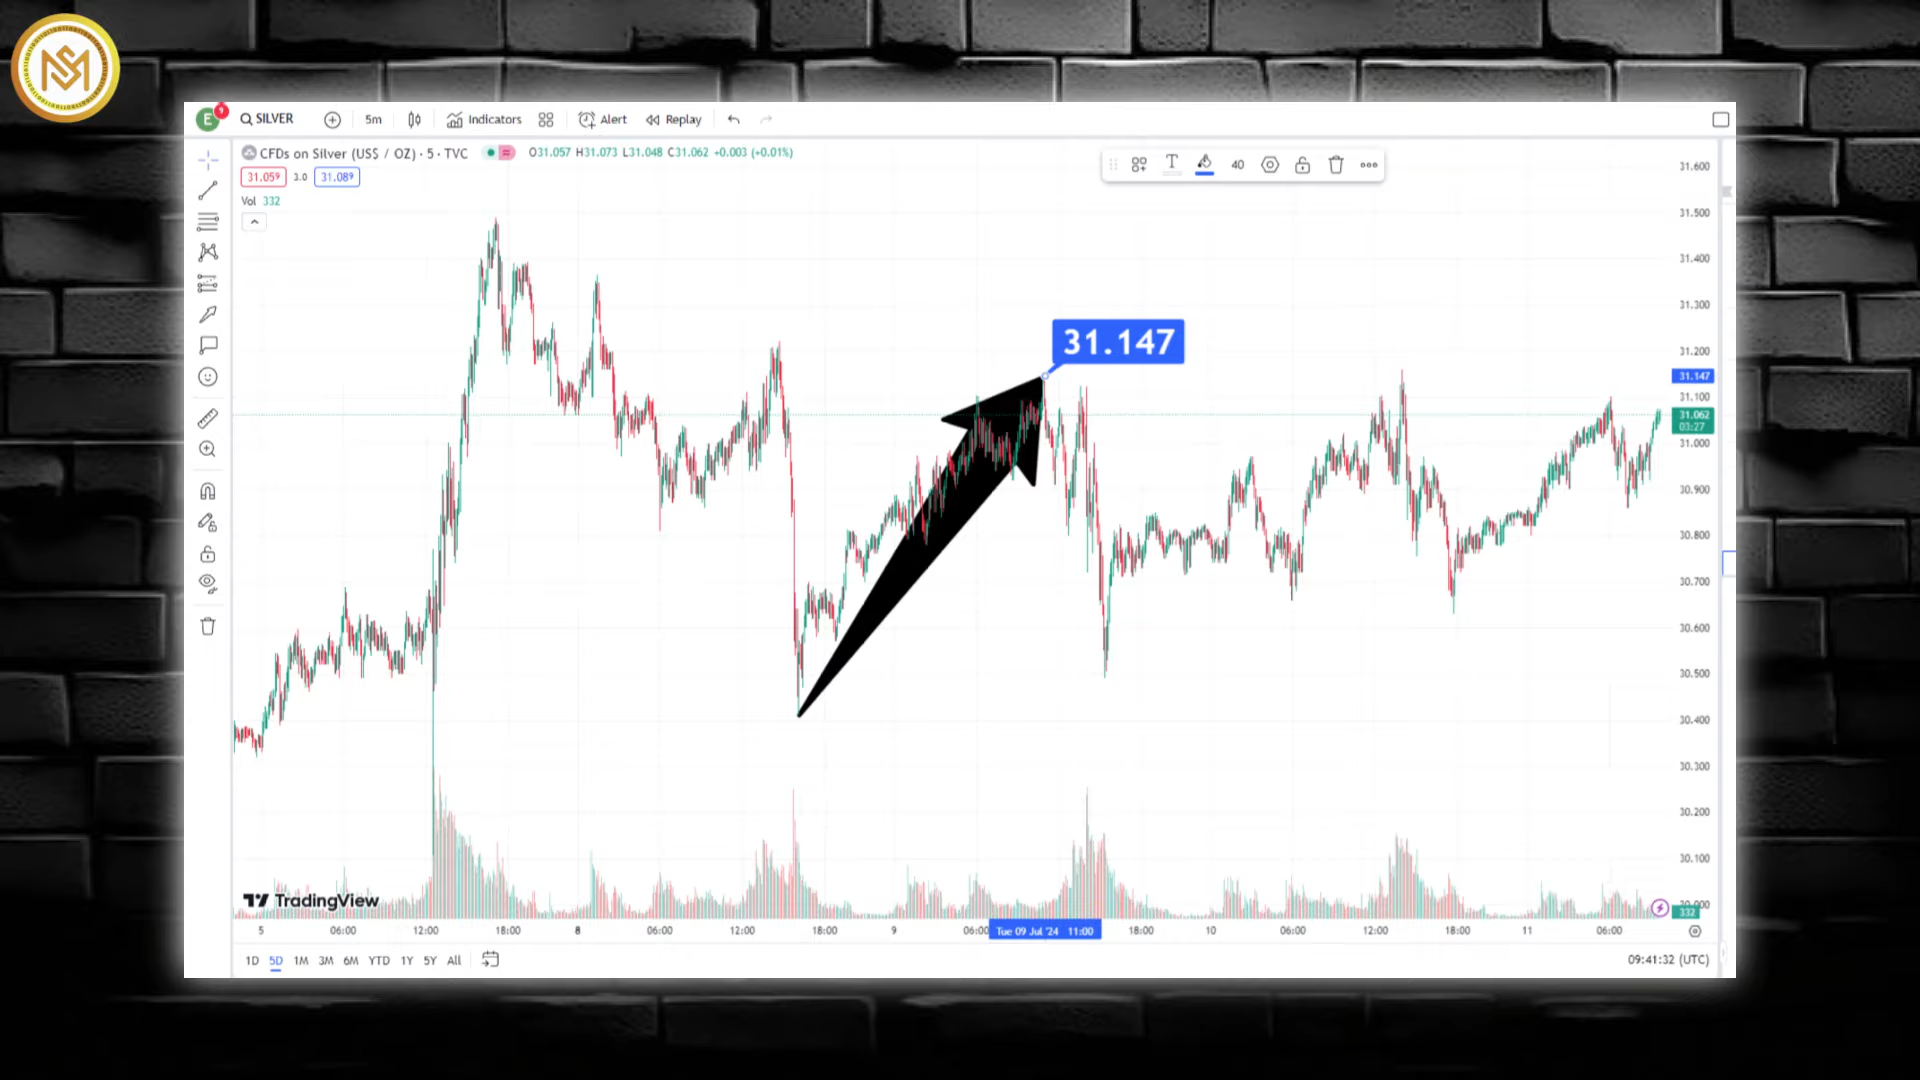 SM
E 9 SILVER 5m Indicators Alert Replay
CFDs on Silver (US$ / OZ) · 5 · TVC O31.057 H31.073 L31.048 C31.062 +0.003 (+0.01%)
31.059 3.0 31.089
Vol 332
T 40
31.147
31.600
31.500
31.400
31.300
31.200
31.147
31.100
31.062
03:27
31.000
30.900
30.800
30.700
30.600
30.500
30.400
30.300
30.200
30.100
30.000
332
TradingView
5 06:00 12:00 18:00 8 06:00 12:00 18:00 9 06:00 Tue 09 Jul '24 11:00 18:00 10 06:00 12:00 18:00 11 06:00
1D 5D 1M 3M 6M YTD 1Y 5Y All 09:41:32 (UTC)